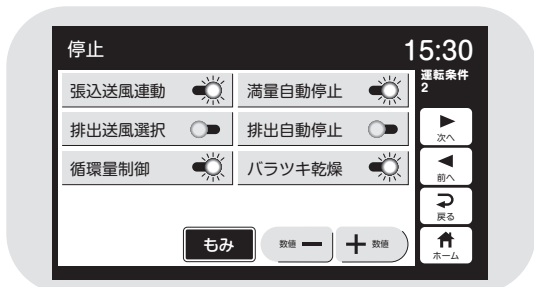 停止
15:30
運転条件
2
張込送風連動
満量自動停止
排出送風選択
排出自動停止
循環量制御
バラツキ乾燥
次へ
前へ
戻る
ホーム
もみ
数値 ー
＋ 数値